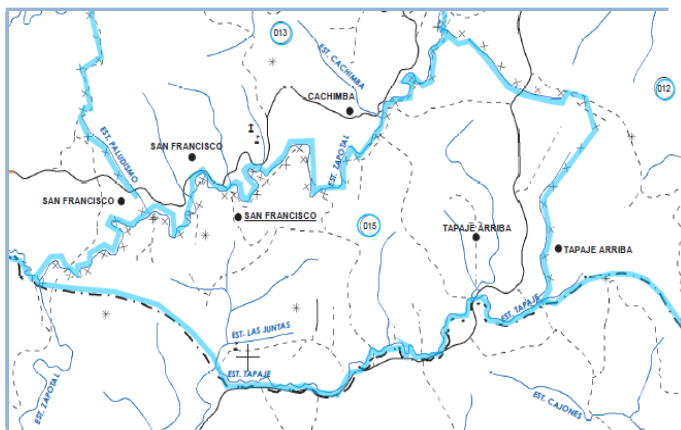 013
EST. CACHIMBA
012
CACHIMBA
EST. PALUDISMO
SAN FRANCISCO
EST. ZAPOTAL
SAN FRANCISCO
SAN FRANCISCO
015
TAPAJE ARRIBA
TAPAJE ARRIBA
EST. TAPAJE
EST. LAS JUNTAS
EST. TAPAJE
EST. ZAPOTAL
EST. CAJONES